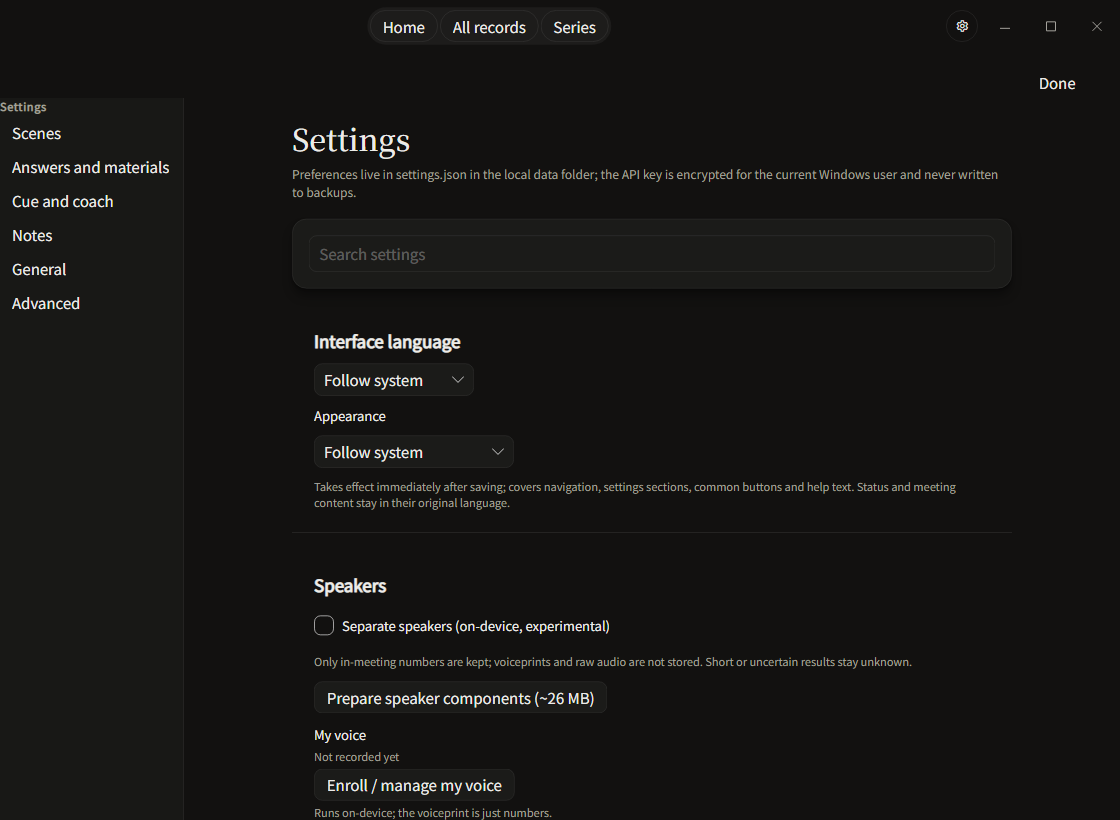 Home
All records
Series
Done
Settings
Scenes
Answers and materials
Cue and coach
Notes
General
Advanced
Settings
Preferences live in settings.json in the local data folder; the API key is encrypted for the current Windows user and never written
to backups.
Search settings
Interface language
Follow system
Appearance
Follow system
Takes effect immediately after saving; covers navigation, settings sections, common buttons and help text. Status and meeting
content stay in their original language.
Speakers
Separate speakers (on-device, experimental)
Only in-meeting numbers are kept; voiceprints and raw audio are not stored. Short or uncertain results stay unknown.
Prepare speaker components (~26 MB)
My voice
Not recorded yet
Enroll / manage my voice
Runs on-device; the voiceprint is just numbers.